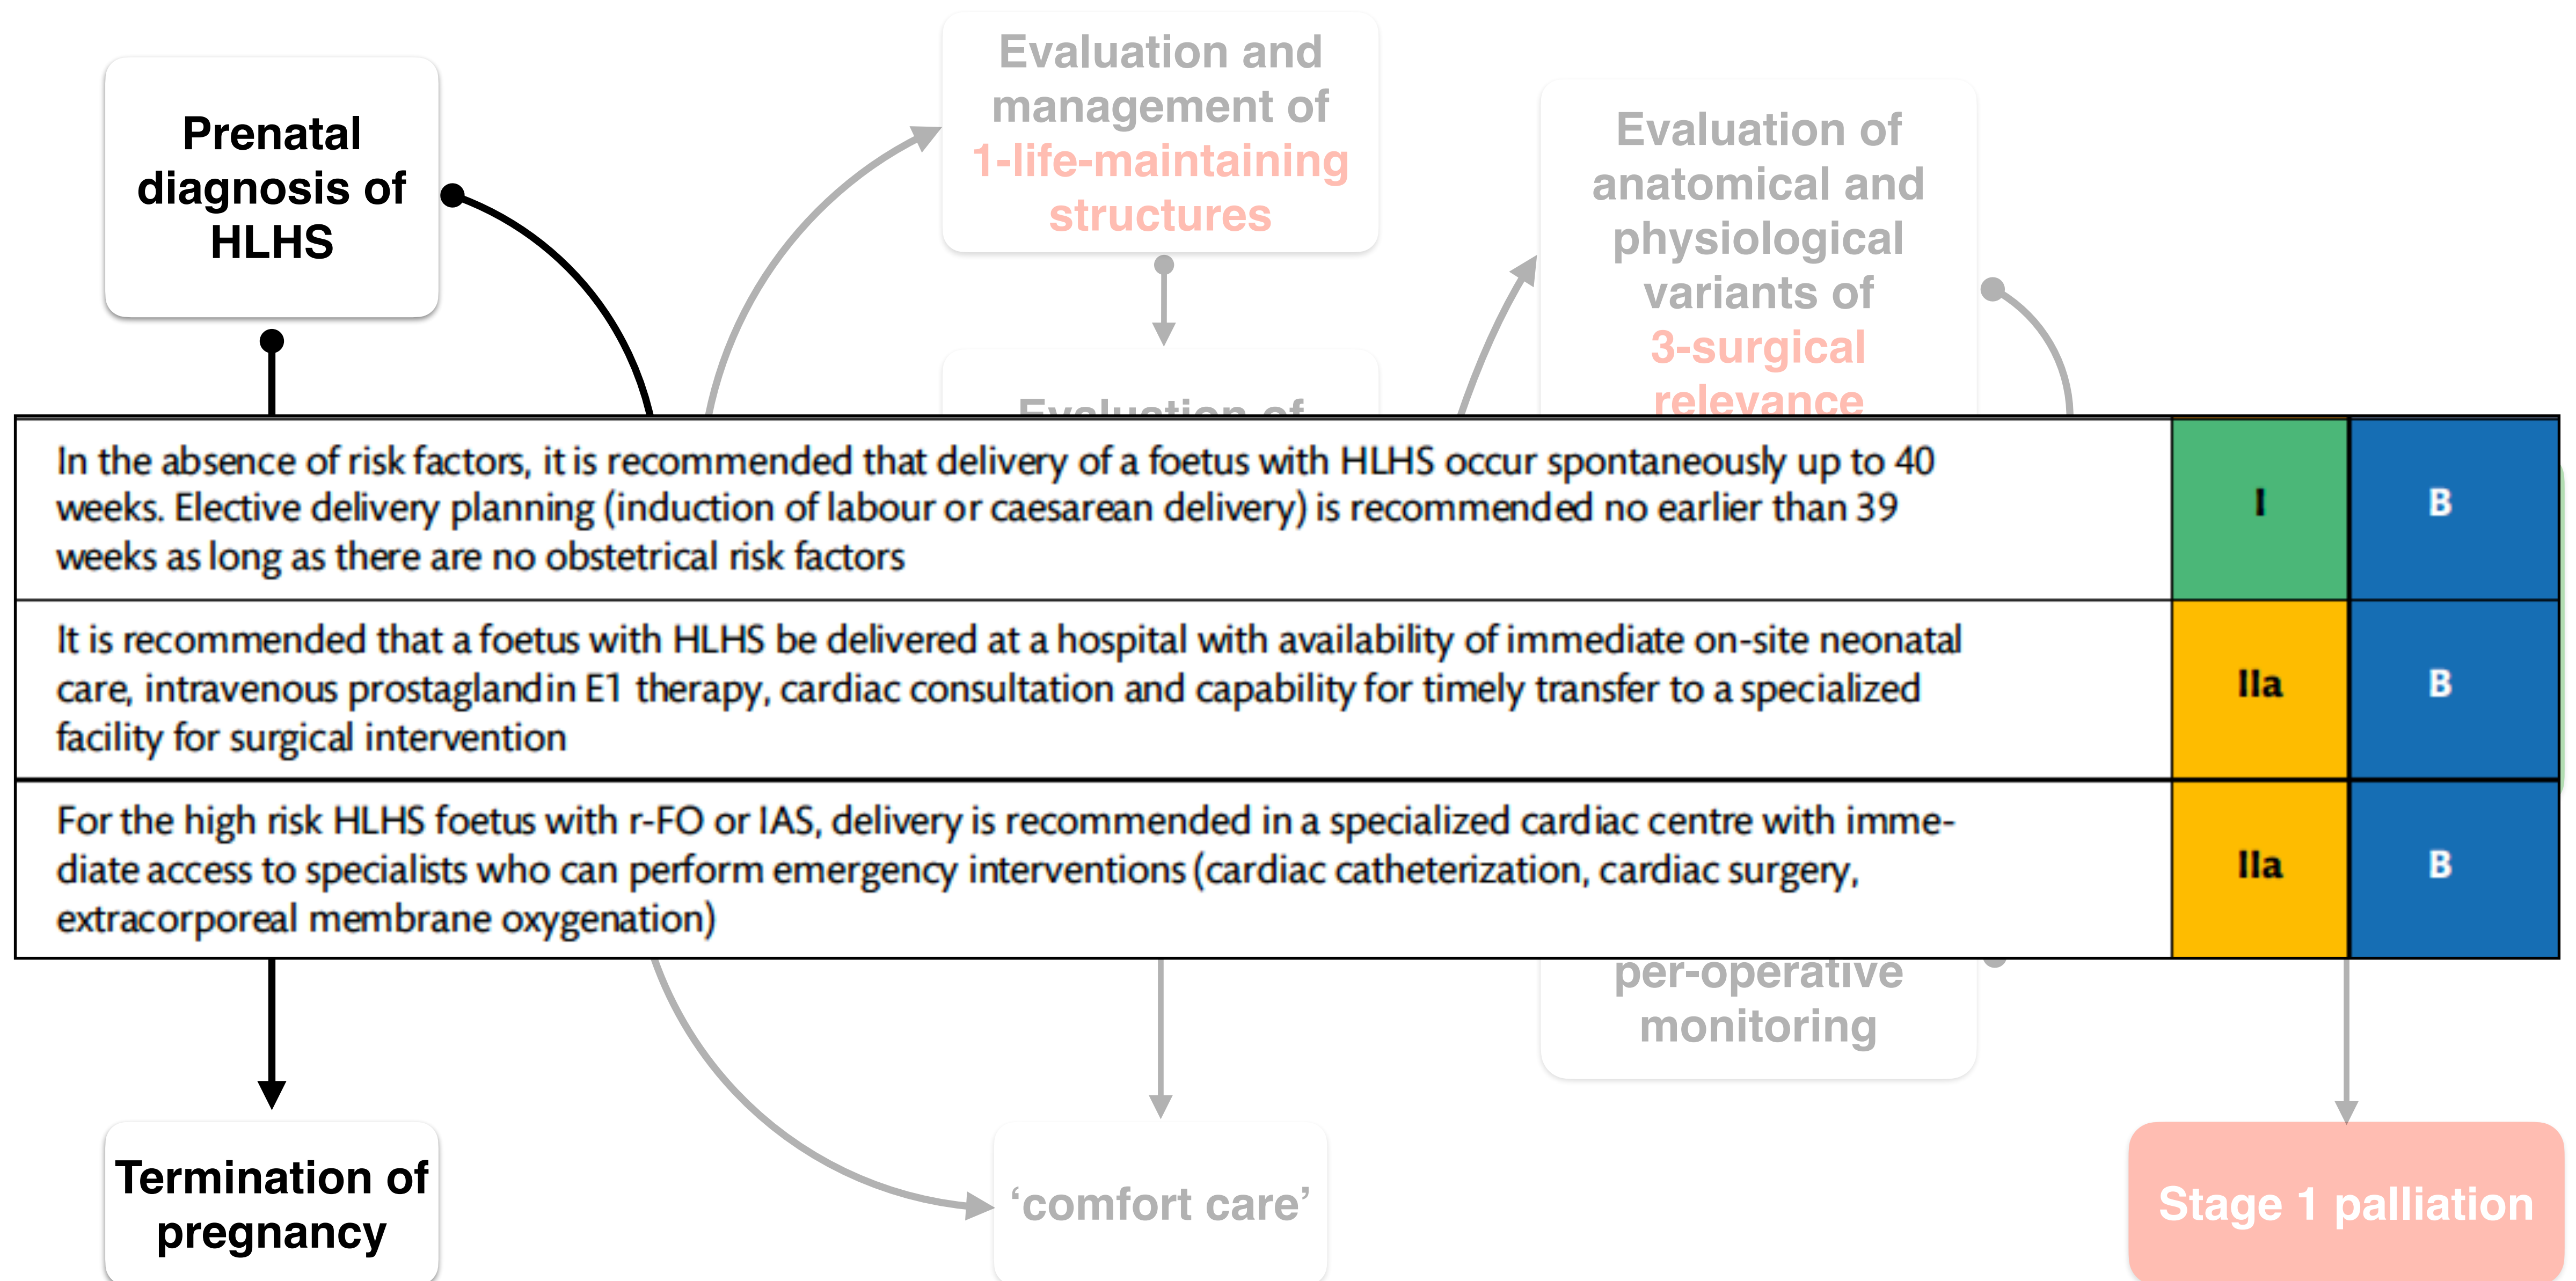 Prenatal
diagnosis of
HLHS
Evaluation and
management of
1-life-maintaining
structures
Evaluation of
Evaluation of
anatomical and
physiological
variants of
3-surgical
relevance
In the absence of risk factors, it is recommended that delivery of a foetus with HLHS occur spontaneously up to 40
weeks. Elective delivery planning (induction of labour or caesarean delivery) is recommended no earlier than 39
weeks as long as there are no obstetrical risk factors
I
B
It is recommended that a foetus with HLHS be delivered at a hospital with availability of immediate on-site neonatal
care, intravenous prostaglandin E1 therapy, cardiac consultation and capability for timely transfer to a specialized
facility for surgical intervention
IIa
B
For the high risk HLHS foetus with r-FO or IAS, delivery is recommended in a specialized cardiac centre with imme-
diate access to specialists who can perform emergency interventions (cardiac catheterization, cardiac surgery,
extracorporeal membrane oxygenation)
IIa
B
per-operative
monitoring
Termination of
pregnancy
‘comfort care’
Stage 1 palliation